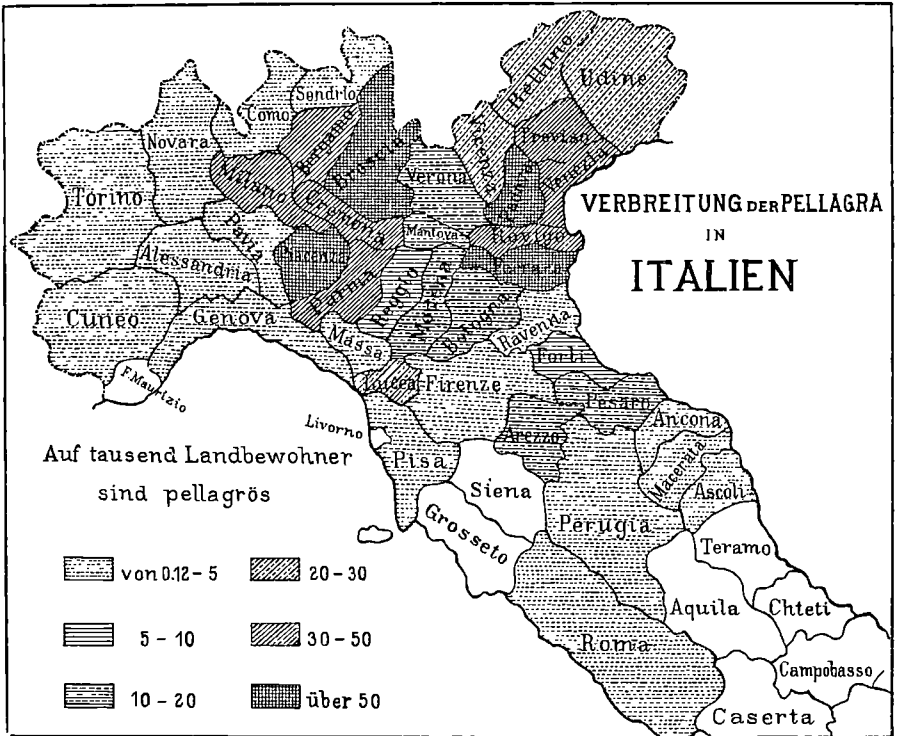 VERBREITUNG DER PELLAGRA
IN
ITALIEN
Sondrio
Como
Belluno
Udine
Novara
Bergamo
Brescia
Vicenza
Treviso
Torino
Milano
Verona
Padua
Venezia
Cremona
Mantova
Rovigo
Pavia
Piacenza
Alessandria
Parma
Reggio
Modena
Ferrara
Cuneo
Genova
Massa
Bologna
Ravenna
Forli
F. Maurizio
Lucca
Firenze
Pesaro
Livorno
Arezzo
Ancona
Pisa
Macerata
Siena
Ascoli
Grosseto
Perugia
Teramo
Aquila
Chteti
Roma
Campobasso
Caserta
Auf tausend Landbewohner
sind pellagrös
von 0.12 - 5
20 - 30
5 - 10
30 - 50
10 - 20
über 50